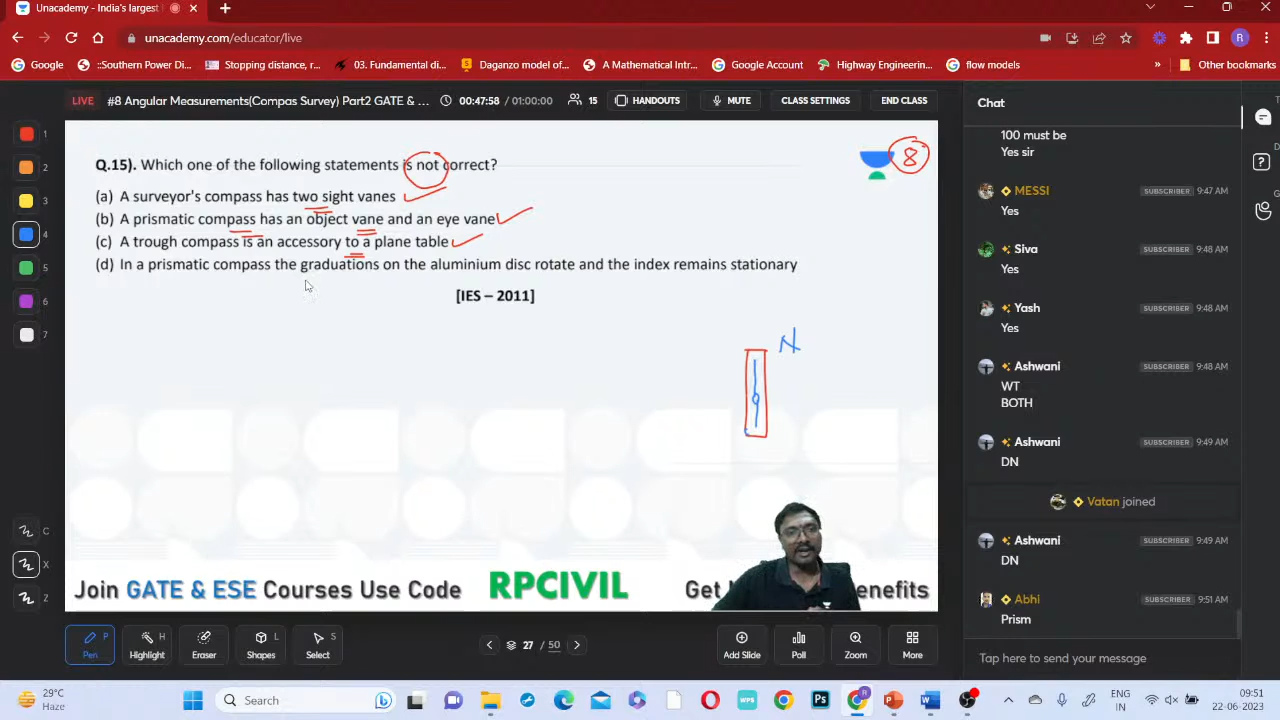 Unacademy - India's largest
unacademy.com/educator/live
Google
::Southern Power Di...
Stopping distance, r...
03. Fundamental di...
Daganzo model of...
A Mathematical Intr...
Google Account
Highway Engineerin...
flow models
»
Other bookmarks
LIVE
#8 Angular Measurements(Compas Survey) Part2 GATE & ...
00:47:58 / 01:00:00
15
HANDOUTS
MUTE
CLASS SETTINGS
END CLASS
1
2
3
4
5
6
7
C
X
Z
Q.15). Which one of the following statements is not correct?
8
(a) A surveyor's compass has two sight vanes
(b) A prismatic compass has an object vane and an eye vane
(c) A trough compass is an accessory to a plane table
(d) In a prismatic compass the graduations on the aluminium disc rotate and the index remains stationary
[IES – 2011]
N
Join GATE & ESE Courses Use Code RPCIVIL Get
Pen P
Highlight H
Eraser E
Shapes L
Select S
27 / 50
Add Slide
Poll
Zoom
More
Chat
100 must be
Yes sir
MESSI SUBSCRIBER 9:47 AM
Yes
Siva SUBSCRIBER 9:48 AM
Yes
Yash SUBSCRIBER 9:48 AM
Yes
Ashwani SUBSCRIBER 9:48 AM
WT
BOTH
Ashwani SUBSCRIBER 9:49 AM
DN
Vatan joined
Ashwani SUBSCRIBER 9:49 AM
DN
Abhi SUBSCRIBER 9:51 AM
Prism
Tap here to send your message
29°C
Haze
Search
ENG
IN
09:51
22-06-2023